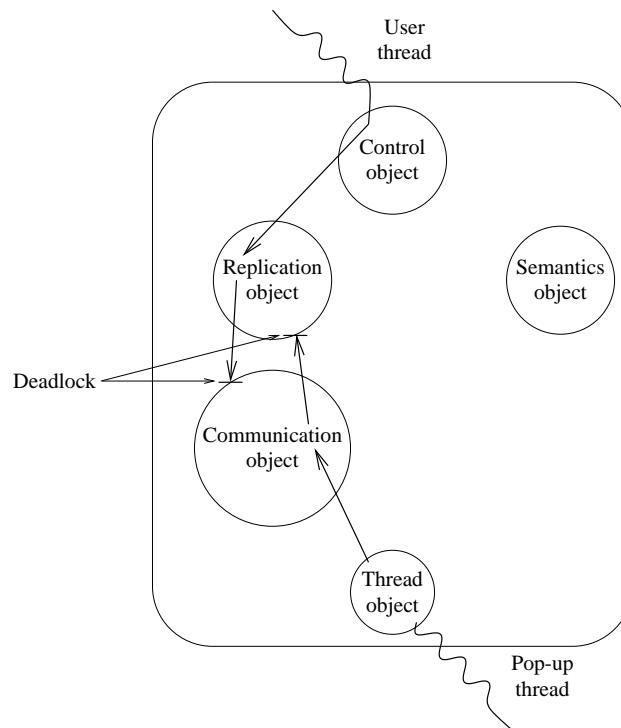 User
thread
Control
object
Replication
object
Semantics
object
Deadlock
Communication
object
Thread
object
Pop-up
thread